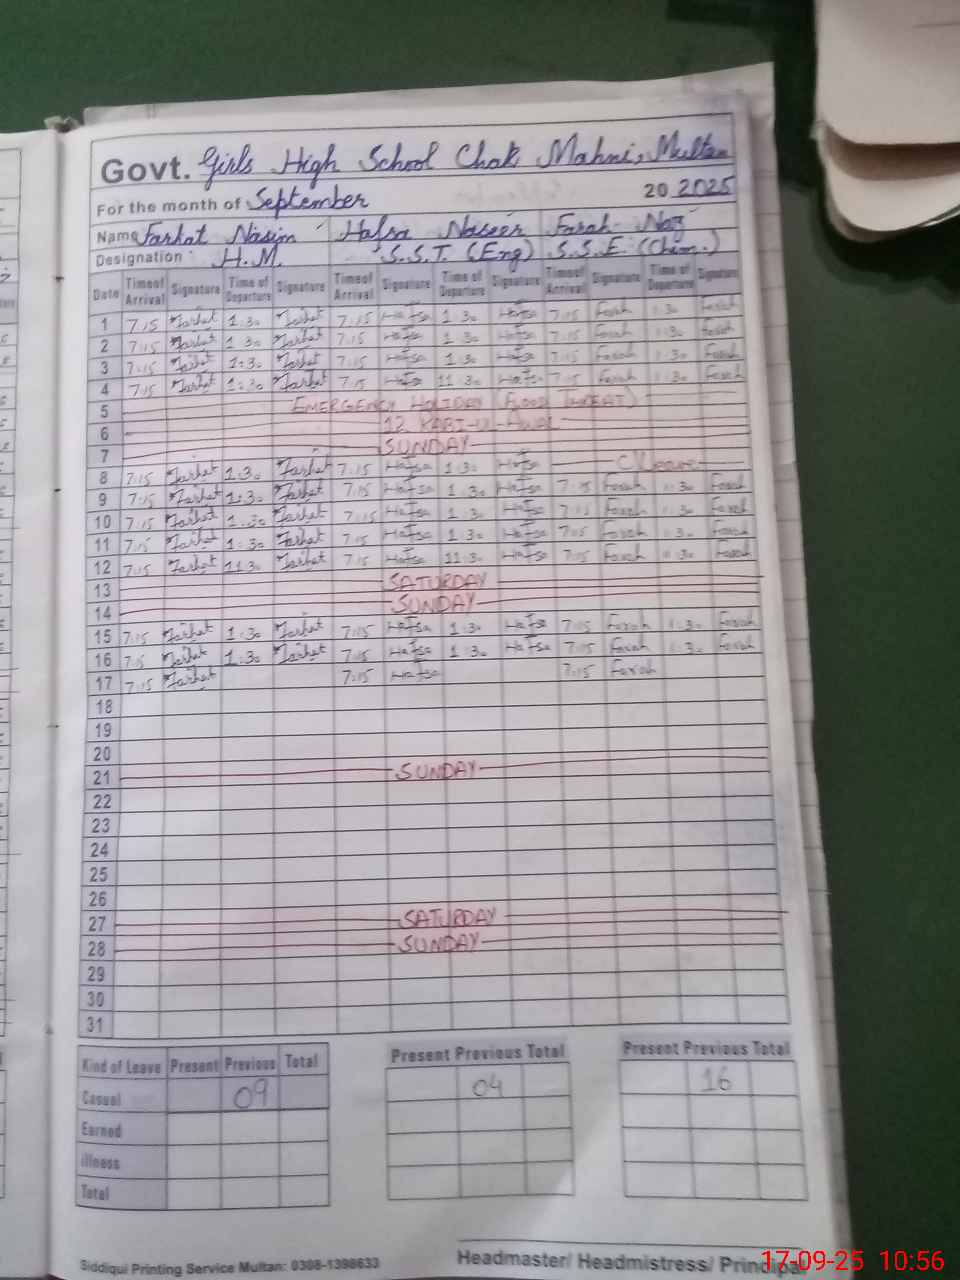 Govt. Girls High School Chak Mahni, Multan
For the month of September 20 2025
Name Farhat Nasim Hafsa Naseer Farah Naz
Designation H.M. S.S.T (Eng) S.S.E (Chem.)
Date Time of Arrival Signature Time of Departure Signature Time of Arrival Signature Time of Departure Signature Time of Arrival Signature Time of Departure Signature
1 7:15 Farhat 1:30 Farhat 7:15 Hafsa 1:30 Hafsa 7:15 Farah 1:30 Farah
2 7:15 Farhat 1:30 Farhat 7:15 Hafsa 1:30 Hafsa 7:15 Farah 1:30 Farah
3 7:15 Farhat 1:30 Farhat 7:15 Hafsa 1:30 Hafsa 7:15 Farah 1:30 Farah
4 7:15 Farhat 1:30 Farhat 7:15 Hafsa 11:30 Hafsa 7:15 Farah 1:30 Farah
5 EMERGENCY HOLIDAY FLOOD (THREAT)
6 12 RABI-U-AWAL
7 SUNDAY
8 7:15 Farhat 1:30 Farhat 7:15 Hafsa 1:30 Hafsa C Leave
9 7:15 Farhat 1:30 Farhat 7:15 Hafsa 1:30 Hafsa 7:15 Farah 1:30 Farah
10 7:15 Farhat 1:30 Farhat 7:15 Hafsa 1:30 Hafsa 7:15 Farah 1:30 Farah
11 7:15 Farhat 1:30 Farhat 7:15 Hafsa 1:30 Hafsa 7:15 Farah 1:30 Farah
12 7:15 Farhat 11:30 Farhat 7:15 Hafsa 11:30 Hafsa 7:15 Farah 11:30 Farah
13 SATURDAY
14 SUNDAY
15 7:15 Farhat 1:30 Farhat 7:15 Hafsa 1:30 Hafsa 7:15 Farah 1:30 Farah
16 7:15 Farhat 1:30 Farhat 7:15 Hafsa 1:30 Hafsa 7:15 Farah 1:30 Farah
17 7:15 Farhat 7:15 Hafsa 7:15 Farah
18
19
20
21 SUNDAY
22
23
24
25
26
27 SATURDAY
28 SUNDAY
29
30
31
Kind of Leave Present Previous Total Present Previous Total Present Previous Total
Casual 09 04 16
Earned
illness
Total
Siddiqui Printing Service Multan: 0306-1398633 Headmaster/ Headmistress/ Principal
17-09-25 10:56